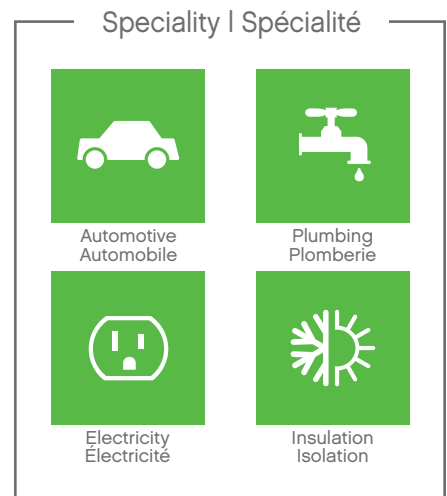 Speciality | Spécialité
Automotive
Automobile
Plumbing
Plomberie
Electricity
Électricité
Insulation
Isolation